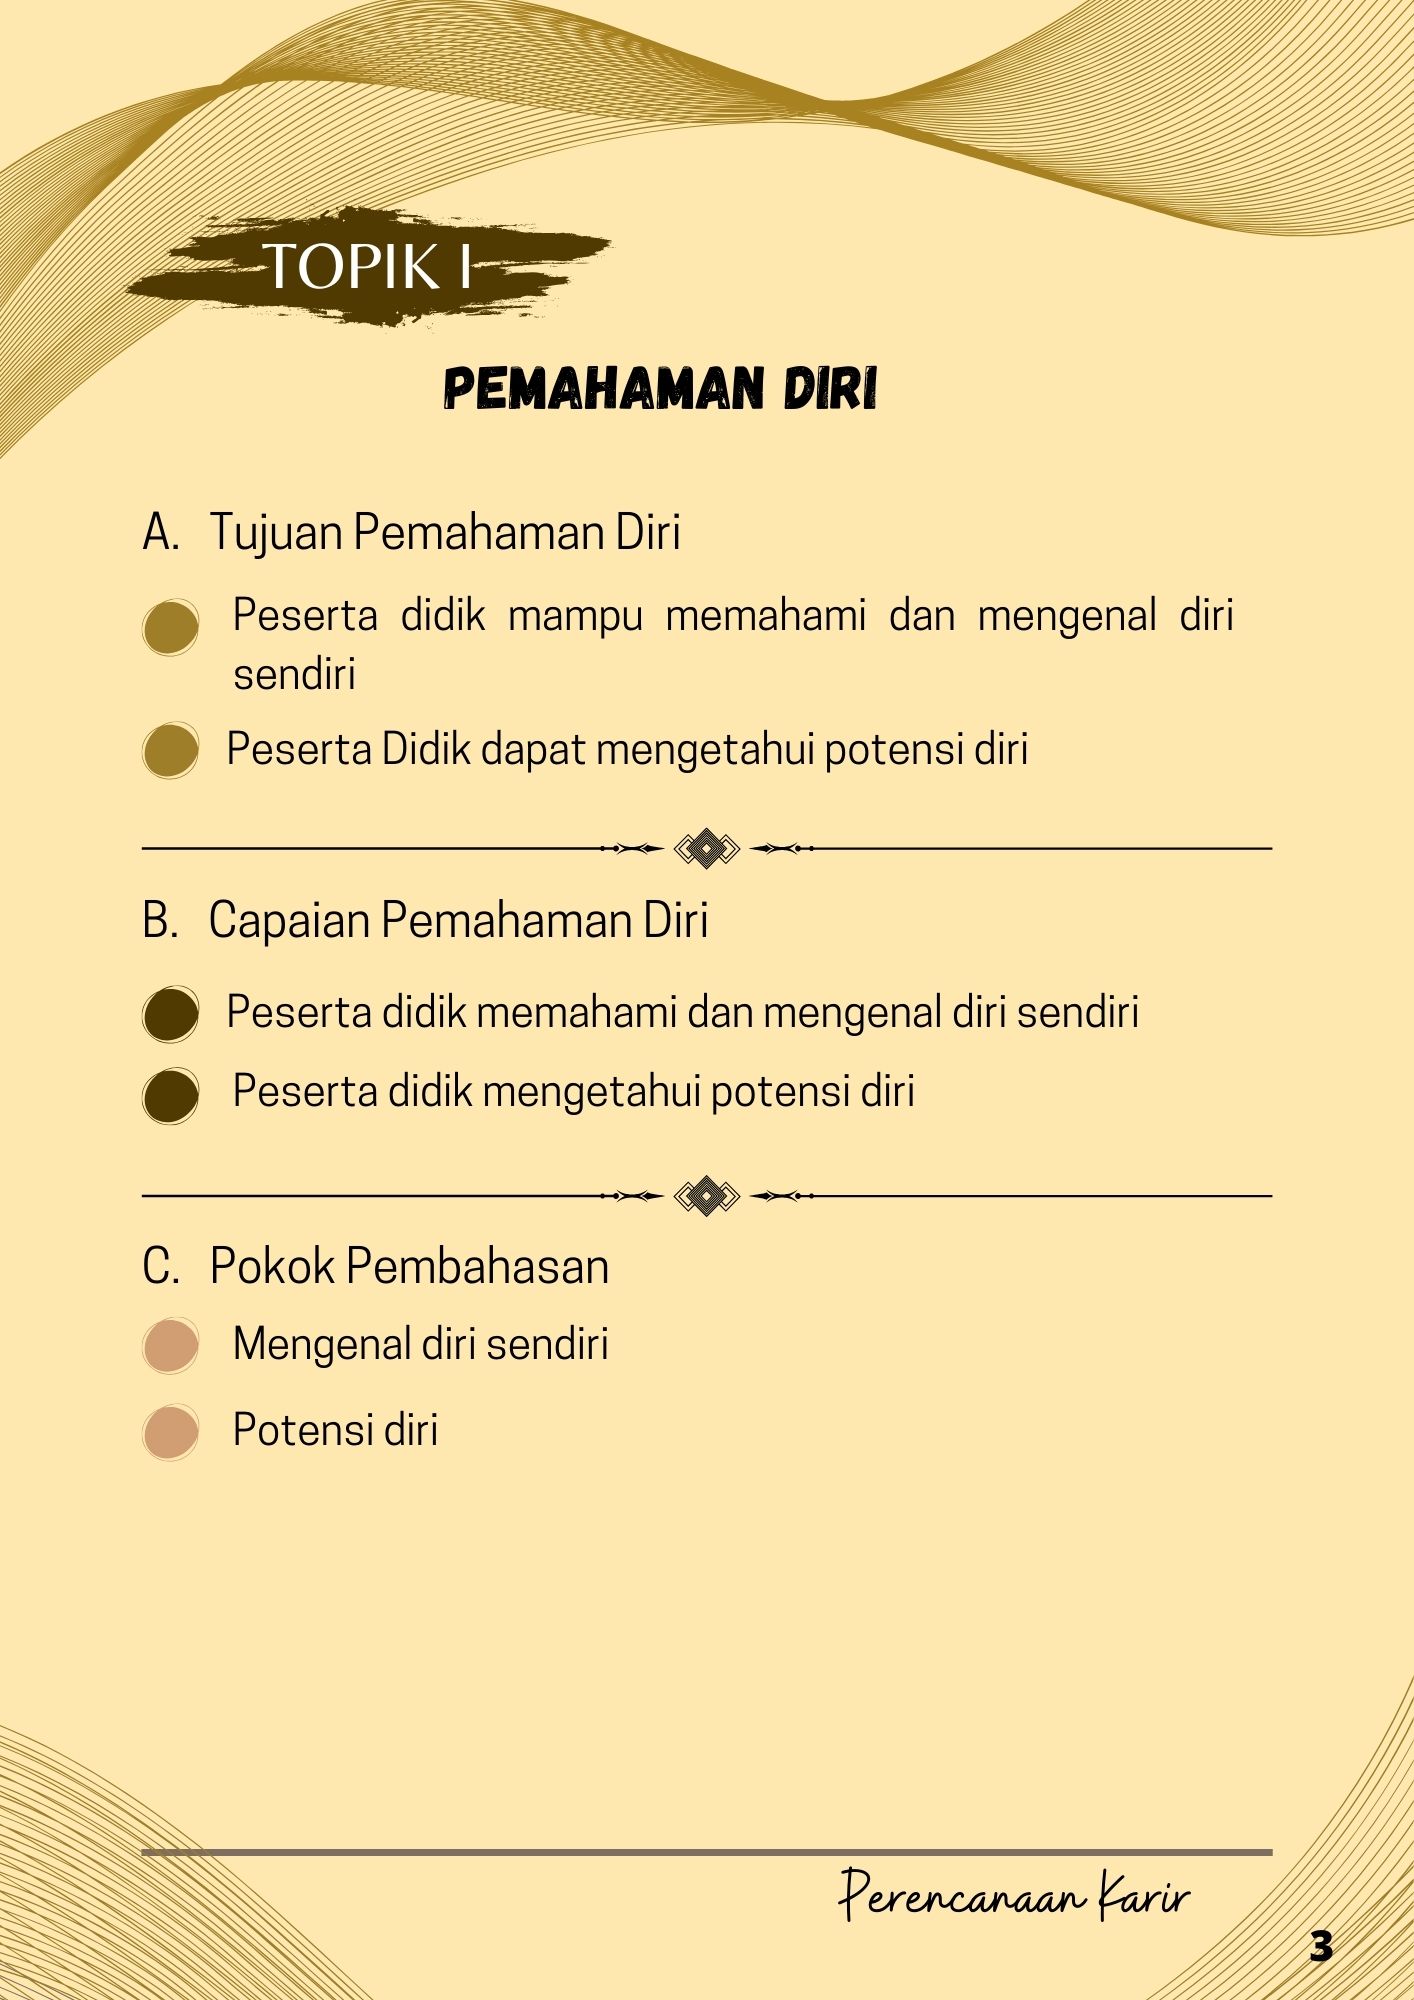 TOPIK I
PEMAHAMAN DIRI
A. Tujuan Pemahaman Diri
Peserta didik mampu memahami dan mengenal diri
sendiri
Peserta Didik dapat mengetahui potensi diri
B. Capaian Pemahaman Diri
Peserta didik memahami dan mengenal diri sendiri
Peserta didik mengetahui potensi diri
C. Pokok Pembahasan
Mengenal diri sendiri
Potensi diri
Perencanaan Karir
3